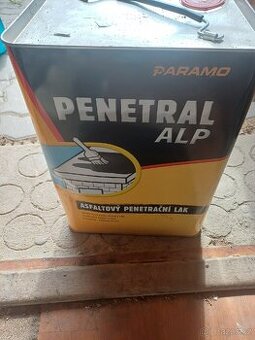 PARAMO
PENETRAL
ALP
ASFALTOVÝ PENETRAČNÍ LAK